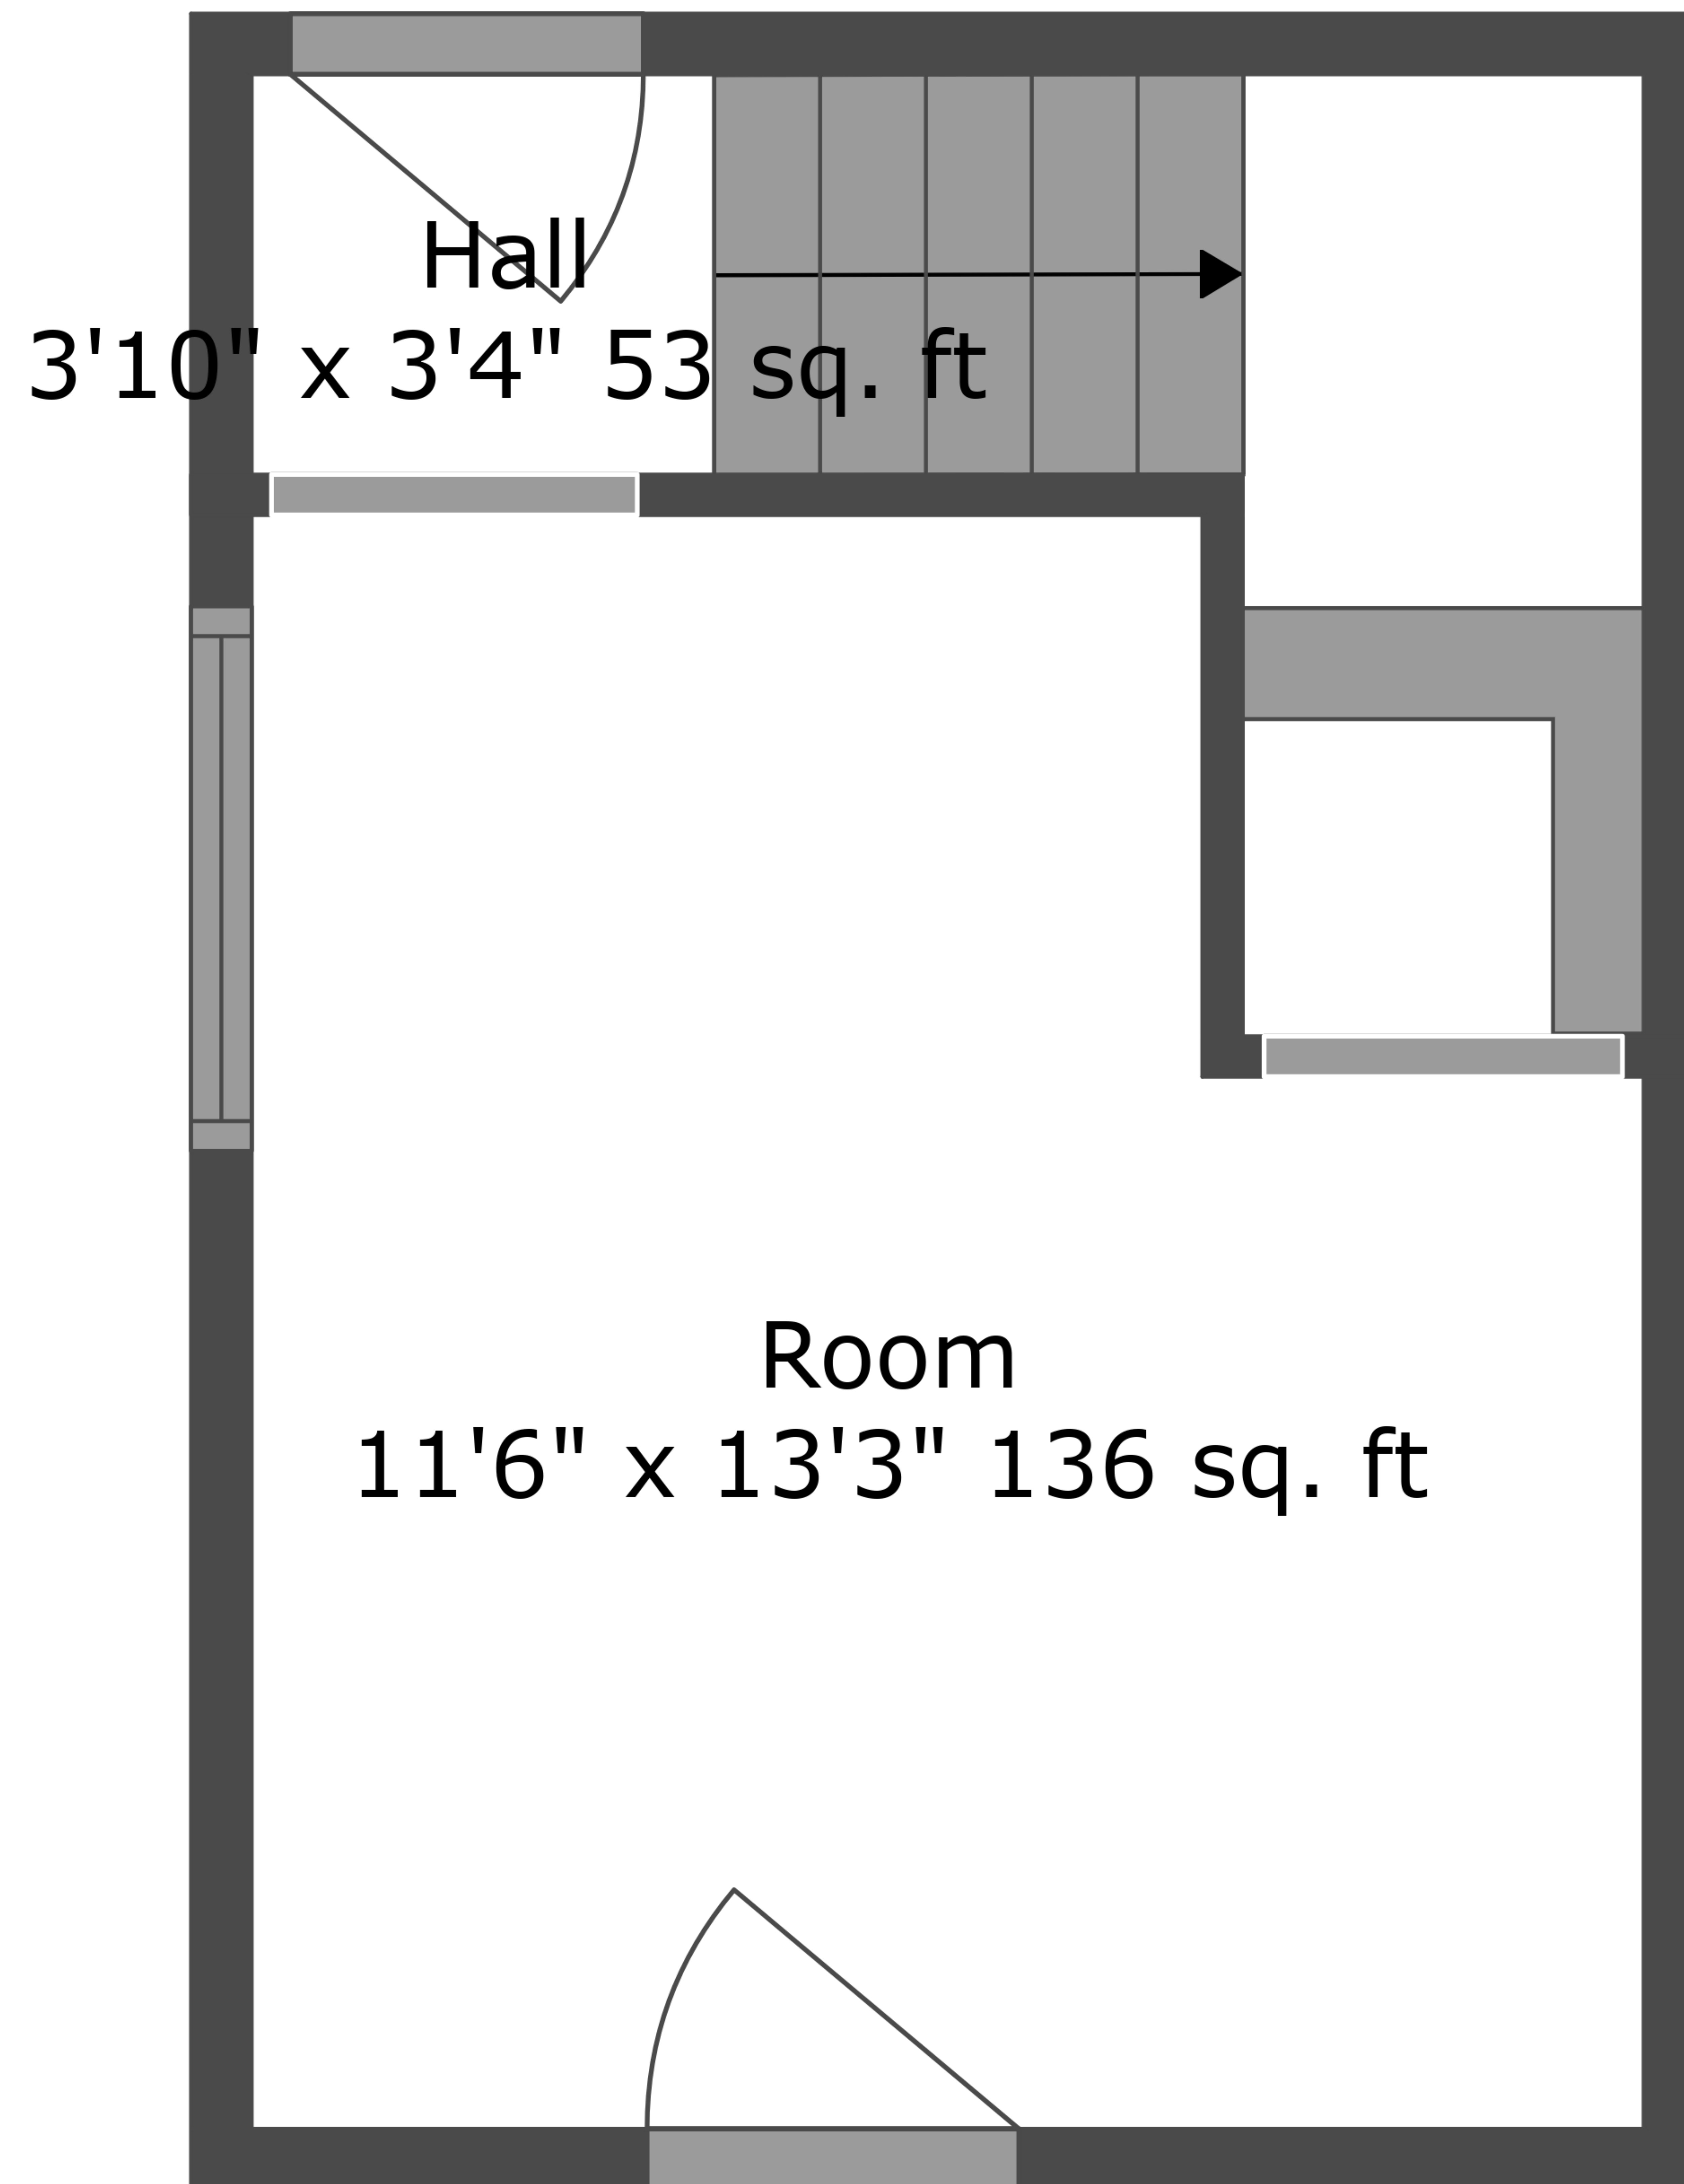 Hall
3'10" x 3'4" 53 sq. ft
Room
11'6" x 13'3" 136 sq. ft